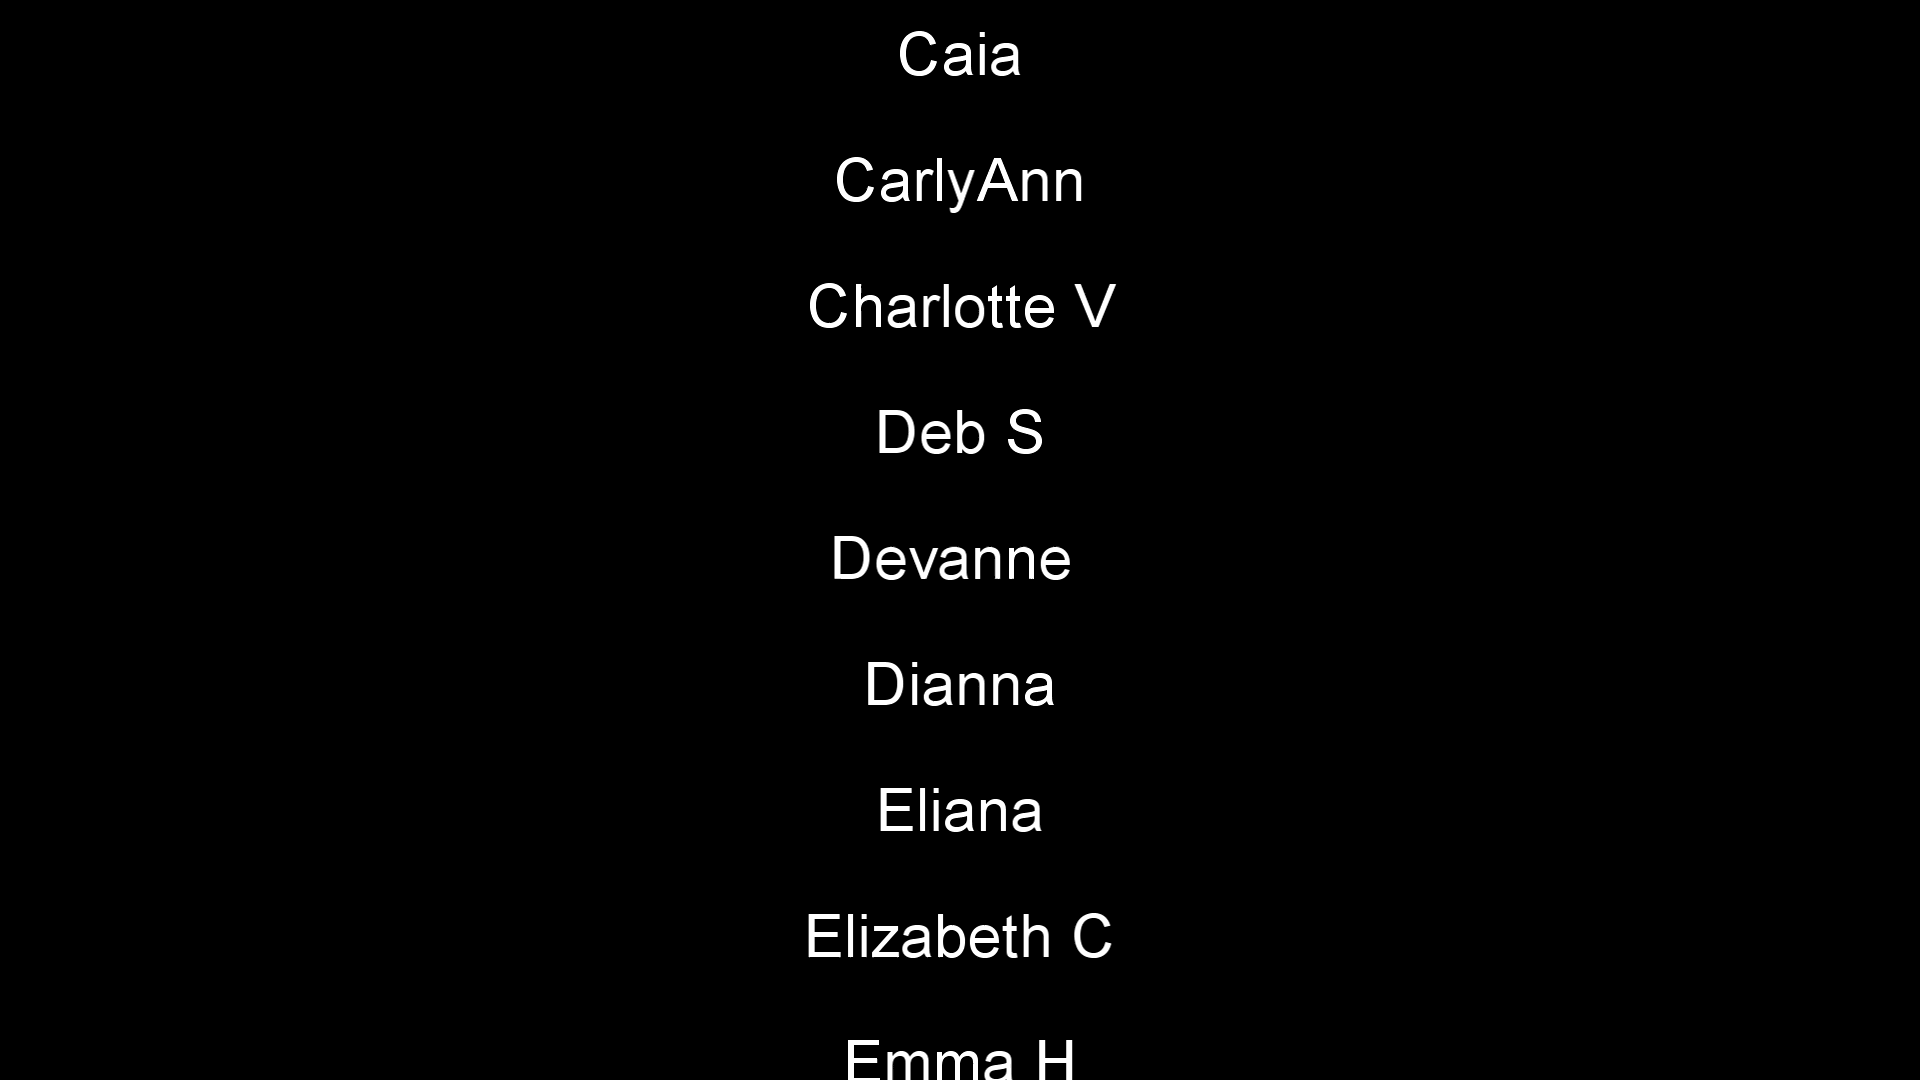 Caia
CarlyAnn
Charlotte V
Deb S
Devanne
Dianna
Eliana
Elizabeth C
Emma H